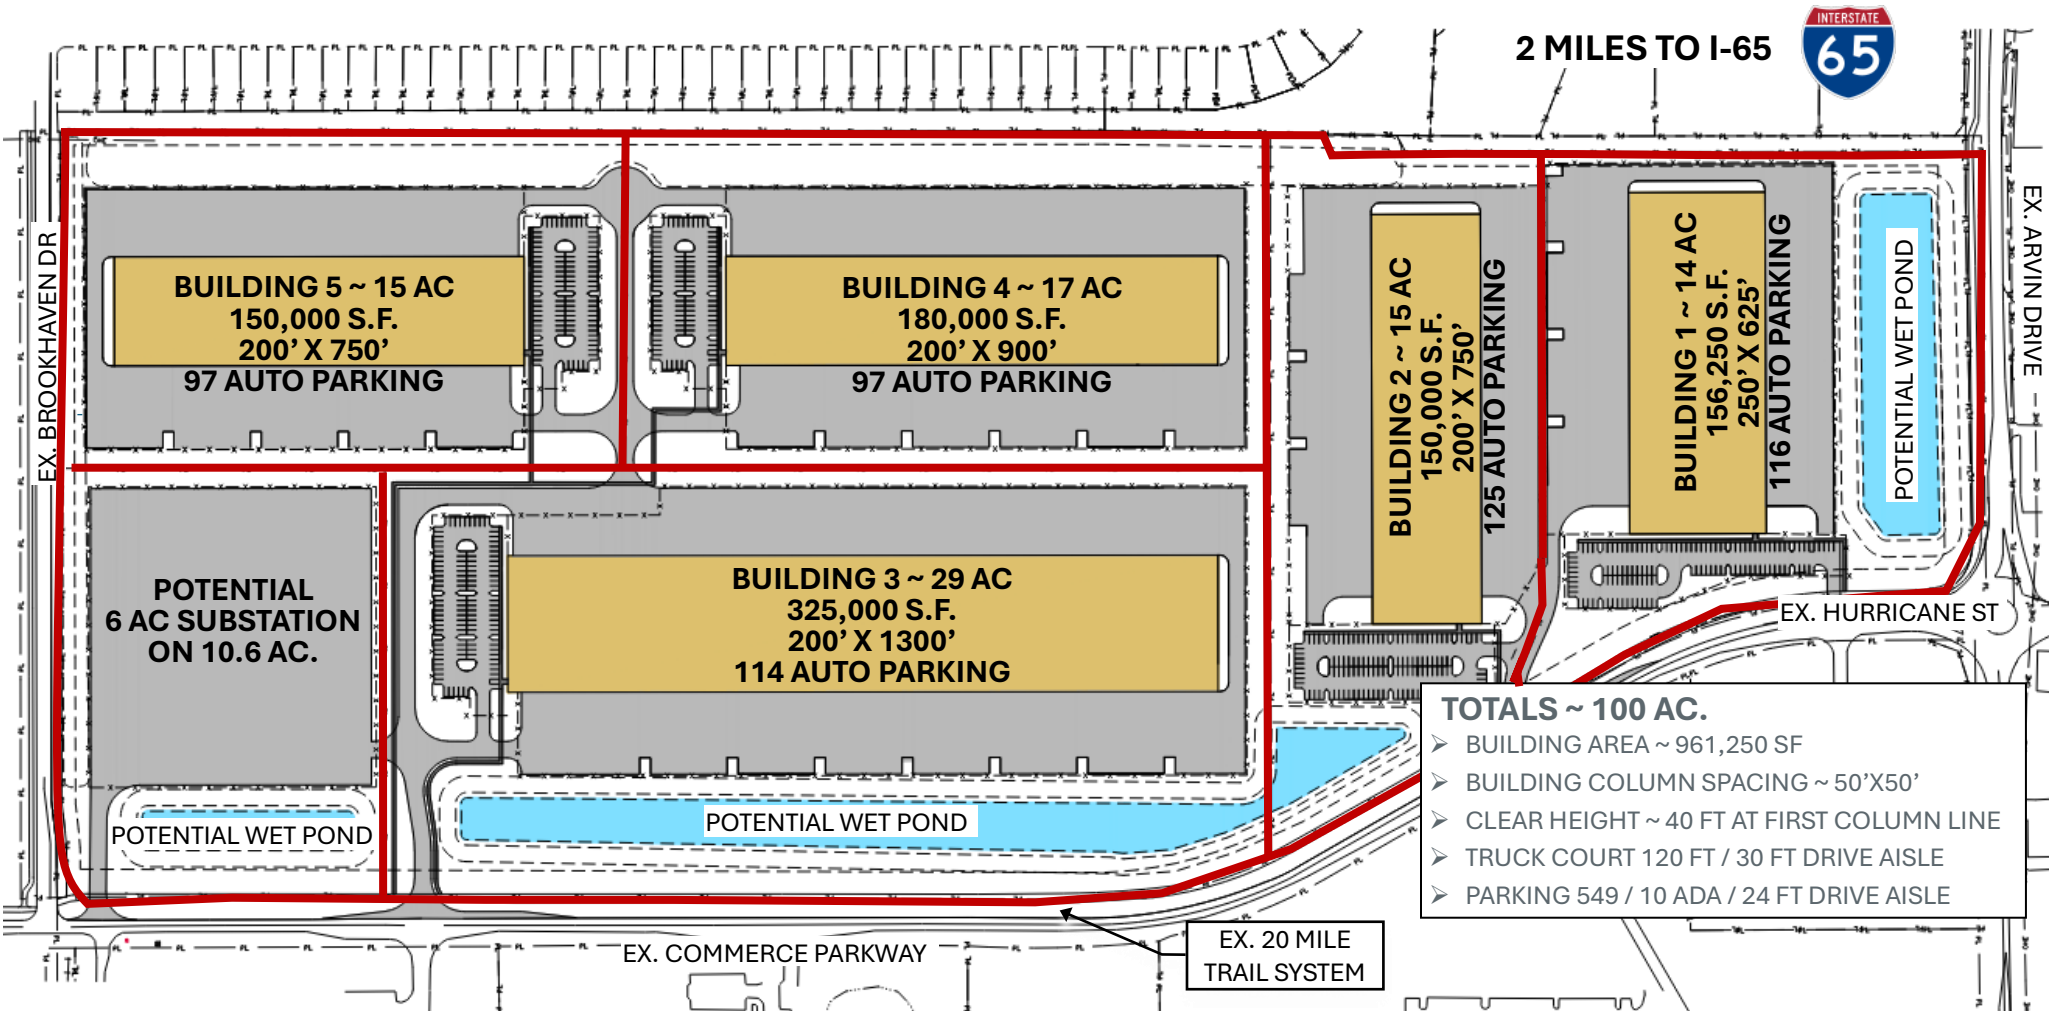 2 MILES TO I-65
INTERSTATE
65
EX. BROOKHAVEN DR
BUILDING 5 ~ 15 AC
150,000 S.F.
200’ X 750’
97 AUTO PARKING
BUILDING 4 ~ 17 AC
180,000 S.F.
200’ X 900’
97 AUTO PARKING
BUILDING 2 ~ 15 AC
150,000 S.F.
200’ X 750’
125 AUTO PARKING
BUILDING 1 ~ 14 AC
156,250 S.F.
250’ X 625’
116 AUTO PARKING
POTENTIAL WET POND
EX. ARVIN DRIVE
POTENTIAL
6 AC SUBSTATION
ON 10.6 AC.
BUILDING 3 ~ 29 AC
325,000 S.F.
200’ X 1300’
114 AUTO PARKING
EX. HURRICANE ST
POTENTIAL WET POND
POTENTIAL WET POND
TOTALS ~ 100 AC.
➢ BUILDING AREA ~ 961,250 SF
➢ BUILDING COLUMN SPACING ~ 50’X50’
➢ CLEAR HEIGHT ~ 40 FT AT FIRST COLUMN LINE
➢ TRUCK COURT 120 FT / 30 FT DRIVE AISLE
➢ PARKING 549 / 10 ADA / 24 FT DRIVE AISLE
EX. COMMERCE PARKWAY
EX. 20 MILE
TRAIL SYSTEM